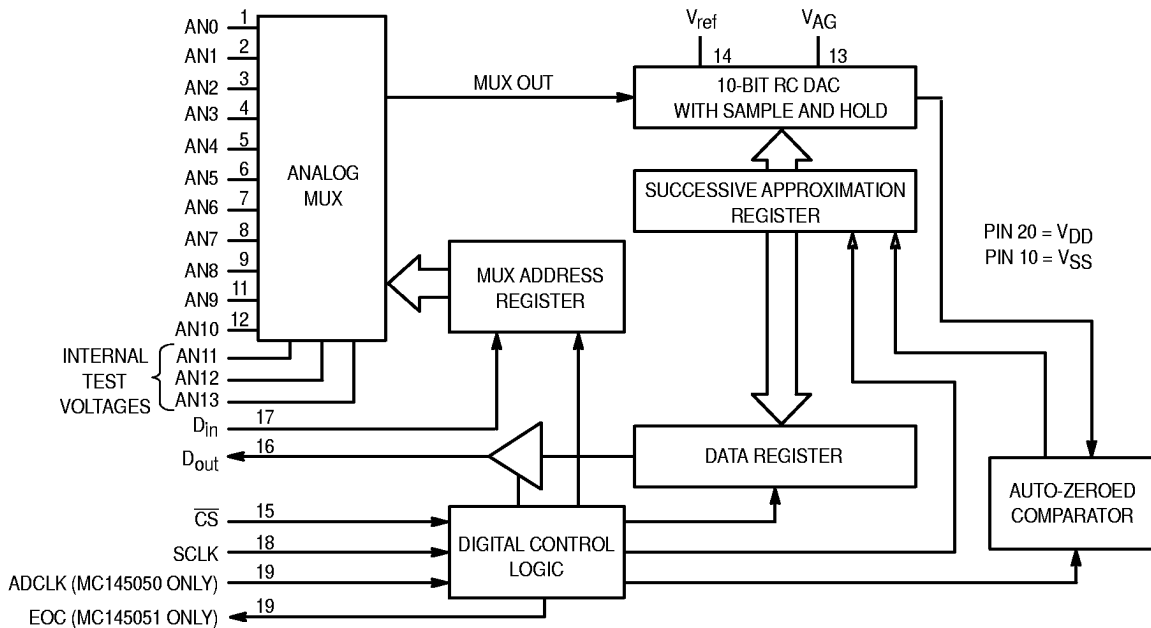 AN0 1
AN1 2
AN2 3
AN3 4
AN4 5
AN5 6
AN6 7
AN7 8
AN8 9
AN9 11
AN10 12
INTERNAL
TEST
VOLTAGES
AN11
AN12
AN13
ANALOG
MUX
MUX OUT
Vref
14
VAG
13
10-BIT RC DAC
WITH SAMPLE AND HOLD
SUCCESSIVE APPROXIMATION
REGISTER
PIN 20 = VDD
PIN 10 = VSS
MUX ADDRESS
REGISTER
Din 17
Dout 16
DATA REGISTER
AUTO-ZEROED
COMPARATOR
CS 15
SCLK 18
ADCLK (MC145050 ONLY) 19
EOC (MC145051 ONLY) 19
DIGITAL CONTROL
LOGIC